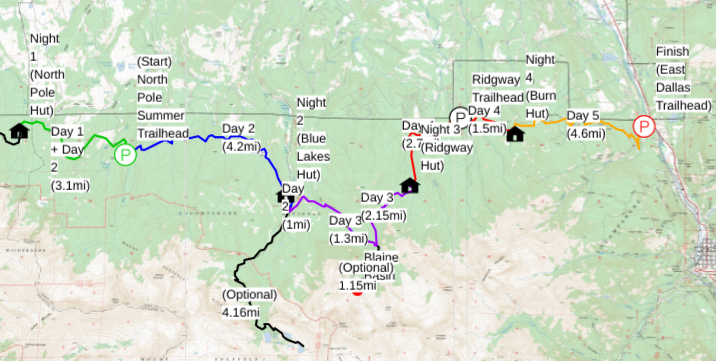 Night
1
(North
Pole
Hut)
Day 1
+ Day
2
(3.1mi)
(Start)
North
Pole
Summer
Trailhead
P
Day 2
(4.2mi)
Night
2
(Blue
Lakes
Hut)
Day
2
(1mi)
Day 3
(1.3mi)
Day 3
(2.15mi)
Blaine
Basin
(Optional)
1.15mi
(Optional)
4.16mi
Night 3
(Ridgway
Hut)
P
Ridgway
Trailhead
Day 4
(1.5mi)
Night
4
(Burn
Hut)
Day 5
(4.6mi)
P
Finish
(East
Dallas
Trailhead)